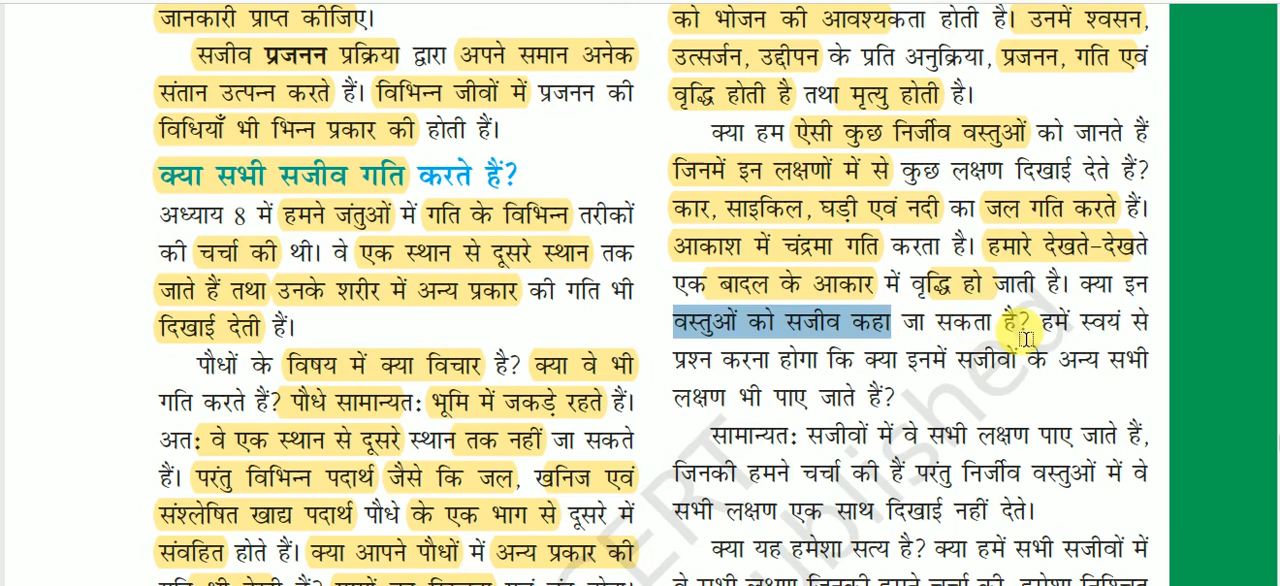 जानकारी प्राप्त कीजिए।
सजीव प्रजनन प्रक्रिया द्वारा अपने समान अनेक
संतान उत्पन्न करते हैं। विभिन्न जीवों में प्रजनन की
विधियाँ भी भिन्न प्रकार की होती हैं।
क्या सभी सजीव गति करते हैं?
अध्याय 8 में हमने जंतुओं में गति के विभिन्न तरीकों
की चर्चा की थी। वे एक स्थान से दूसरे स्थान तक
जाते हैं तथा उनके शरीर में अन्य प्रकार की गति भी
दिखाई देती हैं।
पौधों के विषय में क्या विचार है? क्या वे भी
गति करते हैं? पौधे सामान्यत: भूमि में जकड़े रहते हैं।
अत: वे एक स्थान से दूसरे स्थान तक नहीं जा सकते
हैं। परंतु विभिन्न पदार्थ जैसे कि जल, खनिज एवं
संश्लेषित खाद्य पदार्थ पौधे के एक भाग से दूसरे में
संवहित होते हैं। क्या आपने पौधों में अन्य प्रकार की
को भोजन की आवश्यकता होती है। उनमें श्वसन,
उत्सर्जन, उद्दीपन के प्रति अनुक्रिया, प्रजनन, गति एवं
वृद्धि होती है तथा मृत्यु होती है।
क्या हम ऐसी कुछ निर्जीव वस्तुओं को जानते हैं
जिनमें इन लक्षणों में से कुछ लक्षण दिखाई देते हैं?
कार, साइकिल, घड़ी एवं नदी का जल गति करते हैं।
आकाश में चंद्रमा गति करता है। हमारे देखते-देखते
एक बादल के आकार में वृद्धि हो जाती है। क्या इन
वस्तुओं को सजीव कहा जा सकता है? हमें स्वयं से
प्रश्न करना होगा कि क्या इनमें सजीवों के अन्य सभी
लक्षण भी पाए जाते हैं?
सामान्यत: सजीवों में वे सभी लक्षण पाए जाते हैं,
जिनकी हमने चर्चा की हैं परंतु निर्जीव वस्तुओं में वे
सभी लक्षण एक साथ दिखाई नहीं देते।
क्या यह हमेशा सत्य है? क्या हमें सभी सजीवों में